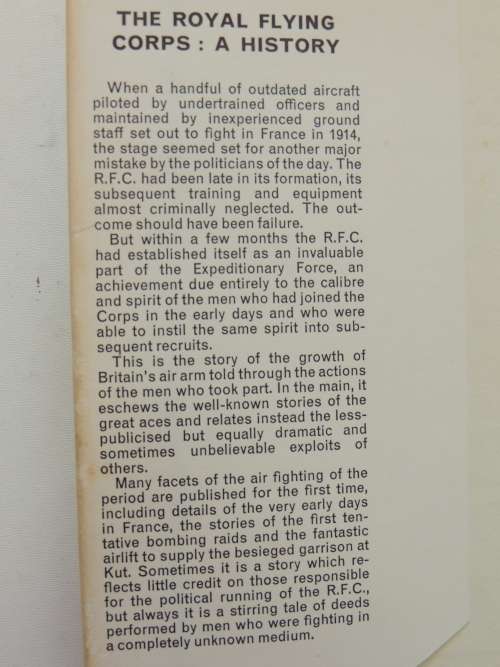 THE ROYAL FLYING
CORPS : A HISTORY
When a handful of outdated aircraft
piloted by undertrained officers and
maintained by inexperienced ground
staff set out to fight in France in 1914,
the stage seemed set for another major
mistake by the politicians of the day. The
R.F.C. had been late in its formation, its
subsequent training and equipment
almost criminally neglected. The out-
come should have been failure.
But within a few months the R.F.C.
had established itself as an invaluable
part of the Expeditionary Force, an
achievement due entirely to the calibre
and spirit of the men who had joined the
Corps in the early days and who were
able to instil the same spirit into sub-
sequent recruits.
This is the story of the growth of
Britain's air arm told through the actions
of the men who took part. In the main, it
eschews the well-known stories of the
great aces and relates instead the less-
publicised but equally dramatic and
sometimes unbelievable exploits of
others.
Many facets of the air fighting of the
period are published for the first time,
including details of the very early days
in France, the stories of the first ten-
tative bombing raids and the fantastic
airlift to supply the besieged garrison at
Kut. Sometimes it is a story which re-
flects little credit on those responsible
for the political running of the R.F.C.,
but always it is a stirring tale of deeds
performed by men who were fighting in
a completely unknown medium.